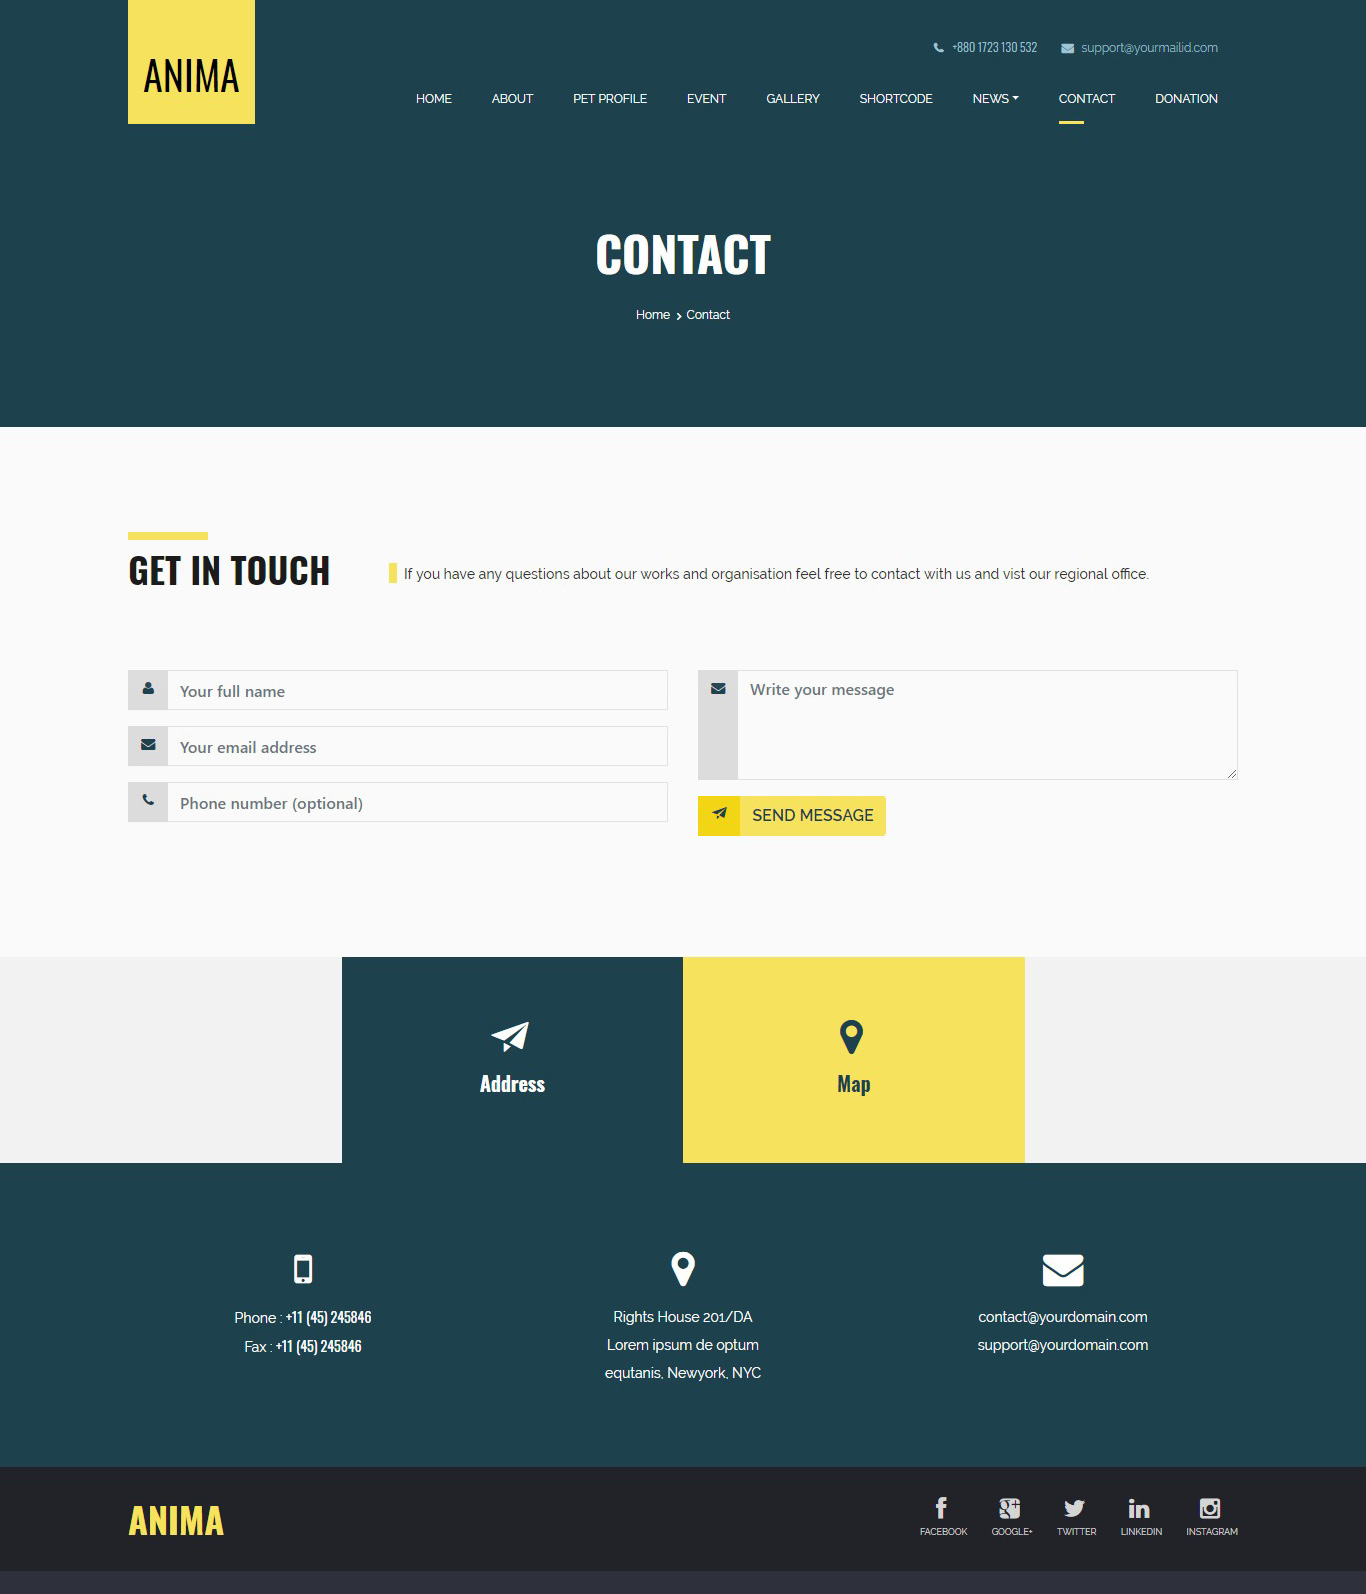 ANIMA
+880 1723 130 532 support@yourmailid.com
HOME ABOUT PET PROFILE EVENT GALLERY SHORTCODE NEWS CONTACT DONATION
CONTACT
Home > Contact
GET IN TOUCH
If you have any questions about our works and organisation feel free to contact with us and vist our regional office.
Your full name
Your email address
Phone number (optional)
Write your message
SEND MESSAGE
Address
Map
Phone : +11 (45) 245846
Fax : +11 (45) 245846
Rights House 201/DA
Lorem ipsum de optum
equtanis, Newyork, NYC
contact@yourdomain.com
support@yourdomain.com
ANIMA
FACEBOOK GOOGLE+ TWITTER LINKEDIN INSTAGRAM